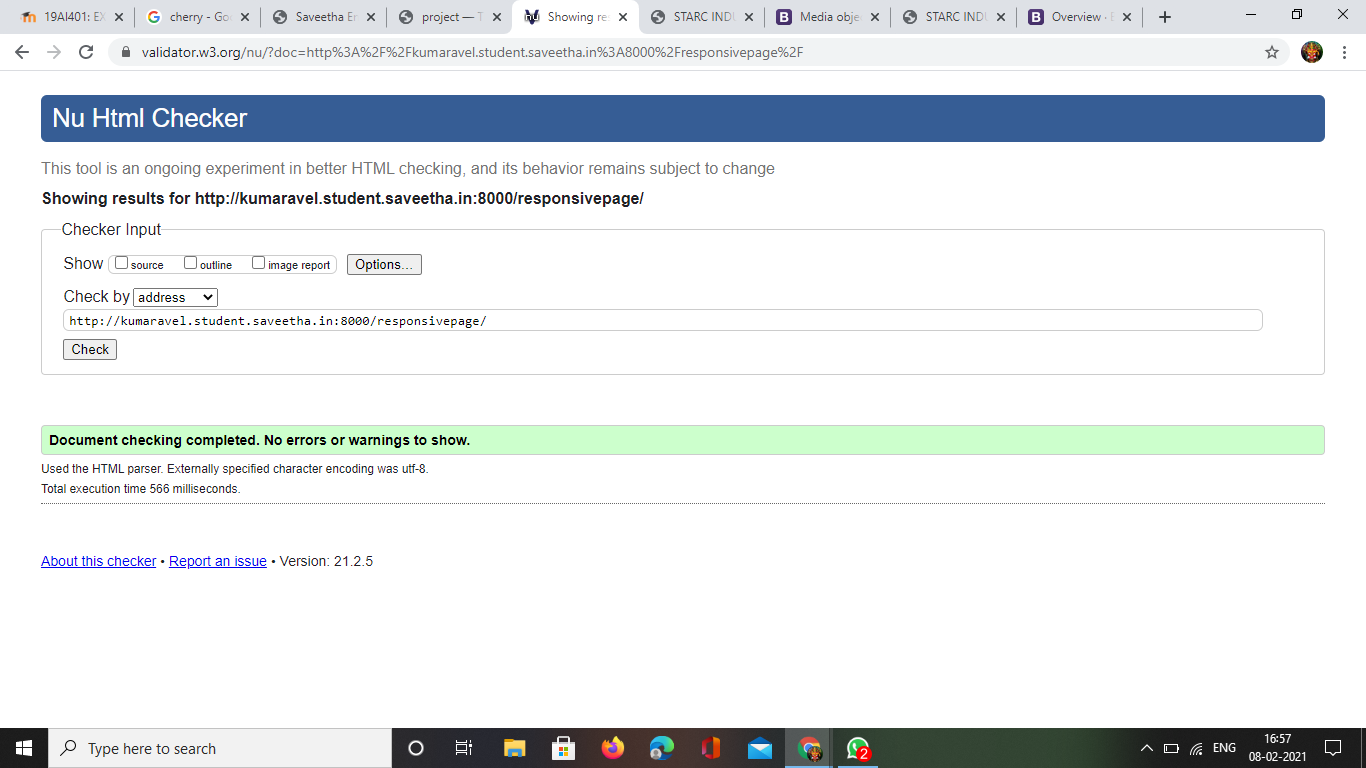 19AI401: EX
cherry - Goo
Saveetha En
project — T
Showing res
STARC INDU
Media obje
STARC INDU
Overview · B
validator.w3.org/nu/?doc=http%3A%2F%2Fkumaravel.student.saveetha.in%3A8000%2Fresponsivepage%2F
Nu Html Checker
This tool is an ongoing experiment in better HTML checking, and its behavior remains subject to change
Showing results for http://kumaravel.student.saveetha.in:8000/responsivepage/
Checker Input
Show source outline image report Options...
Check by address
http://kumaravel.student.saveetha.in:8000/responsivepage/
Check
Document checking completed. No errors or warnings to show.
Used the HTML parser. Externally specified character encoding was utf-8.
Total execution time 566 milliseconds.
About this checker • Report an issue • Version: 21.2.5
Type here to search
2
ENG
16:57
08-02-2021